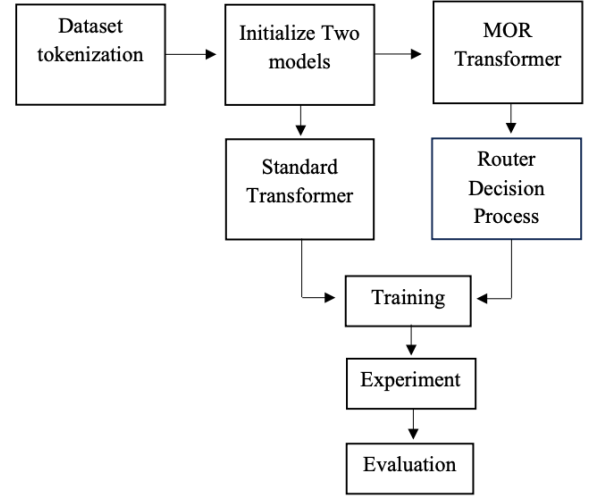 Dataset
tokenization
Initialize Two
models
MOR
Transformer
Standard
Transformer
Router
Decision
Process
Training
Experiment
Evaluation